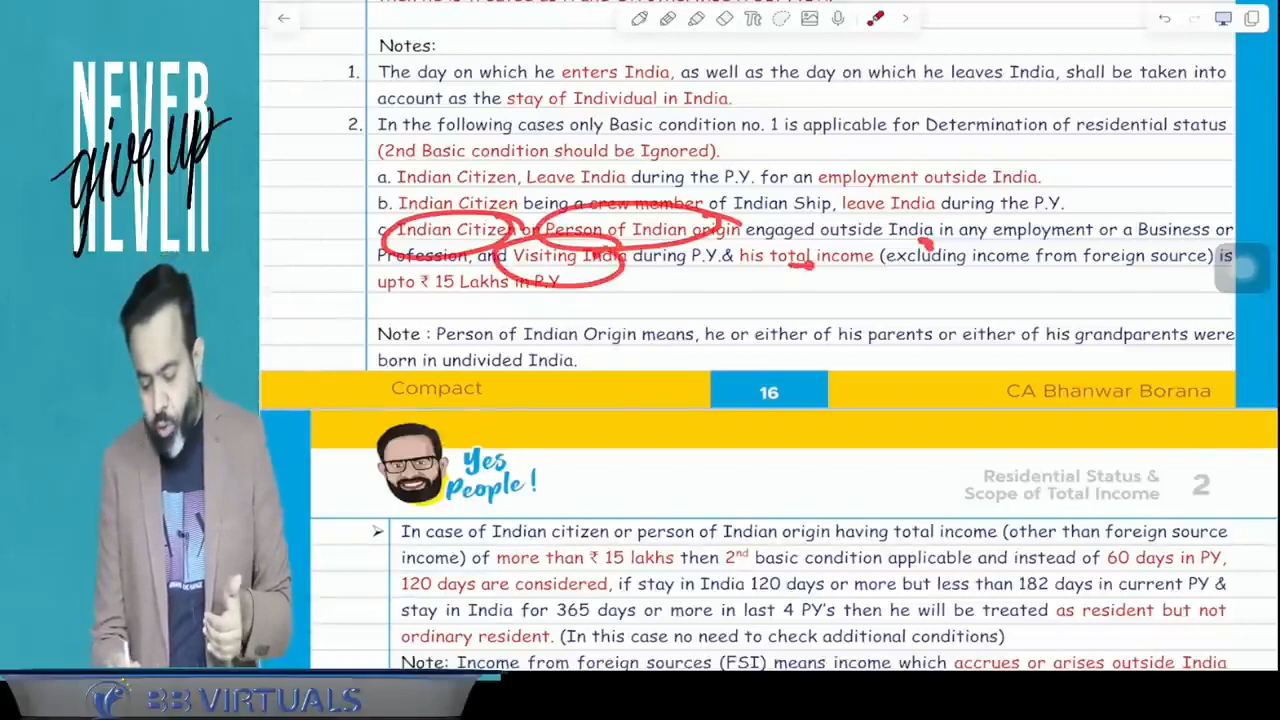 NEVER
give up
NEVER
Notes:
1. The day on which he enters India, as well as the day on which he leaves India, shall be taken into
account as the stay of Individual in India.
2. In the following cases only Basic condition no. 1 is applicable for Determination of residential status
(2nd Basic condition should be Ignored).
a. Indian Citizen, Leave India during the P.Y. for an employment outside India.
b. Indian Citizen being a crew member of Indian Ship, leave India during the P.Y.
c. Indian Citizen or Person of Indian origin engaged outside India in any employment or a Business or
Profession, and Visiting India during P.Y.& his total income (excluding income from foreign source) is
upto ₹ 15 Lakhs in P.Y
Note : Person of Indian Origin means, he or either of his parents or either of his grandparents were
born in undivided India.
Compact 16 CA Bhanwar Borana
Yes
People !
Residential Status &
Scope of Total Income 2
➤ In case of Indian citizen or person of Indian origin having total income (other than foreign source
income) of more than ₹ 15 lakhs then 2nd basic condition applicable and instead of 60 days in PY,
120 days are considered, if stay in India 120 days or more but less than 182 days in current PY &
stay in India for 365 days or more in last 4 PY's then he will be treated as resident but not
ordinary resident. (In this case no need to check additional conditions)
Note: Income from foreign sources (FSI) means income which accrues or arises outside India
BB VIRTUALS